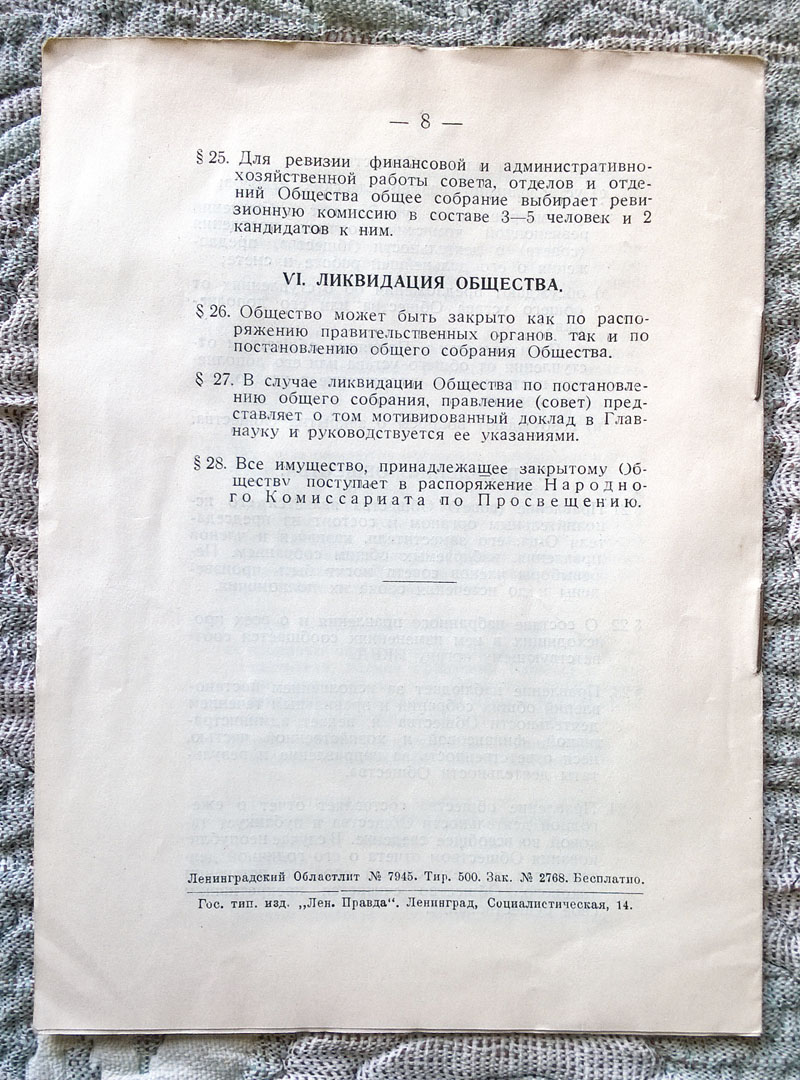 — 8 —
§ 25. Для ревизии финансовой и административно-
хозяйственной работы совета, отделов и отде-
ний Общества общее собрание выбирает реви-
зионную комиссию в составе 3—5 человек и 2
кандидатов к ним.
VI. ЛИКВИДАЦИЯ ОБЩЕСТВА.
§ 26. Общество может быть закрыто как по распо-
ряжению правительственных органов так и по
постановлению общего собрания Общества.
§ 27. В случае ликвидации Общества по постановле-
нию общего собрания, правление (совет) пред-
ставляет о том мотивированный доклад в Глав-
науку и руководствуется ее указаниями.
§ 28. Все имущество, принадлежащее закрытому Об-
ществу поступает в распоряжение Народно-
го Комиссариата по Просвещению.
Ленинградский Областлит № 7945. Тир. 500. Зак. № 2768. Бесплатно.
Гос. тип. изд. „Лен. Правда“. Ленинград, Социалистическая, 14.